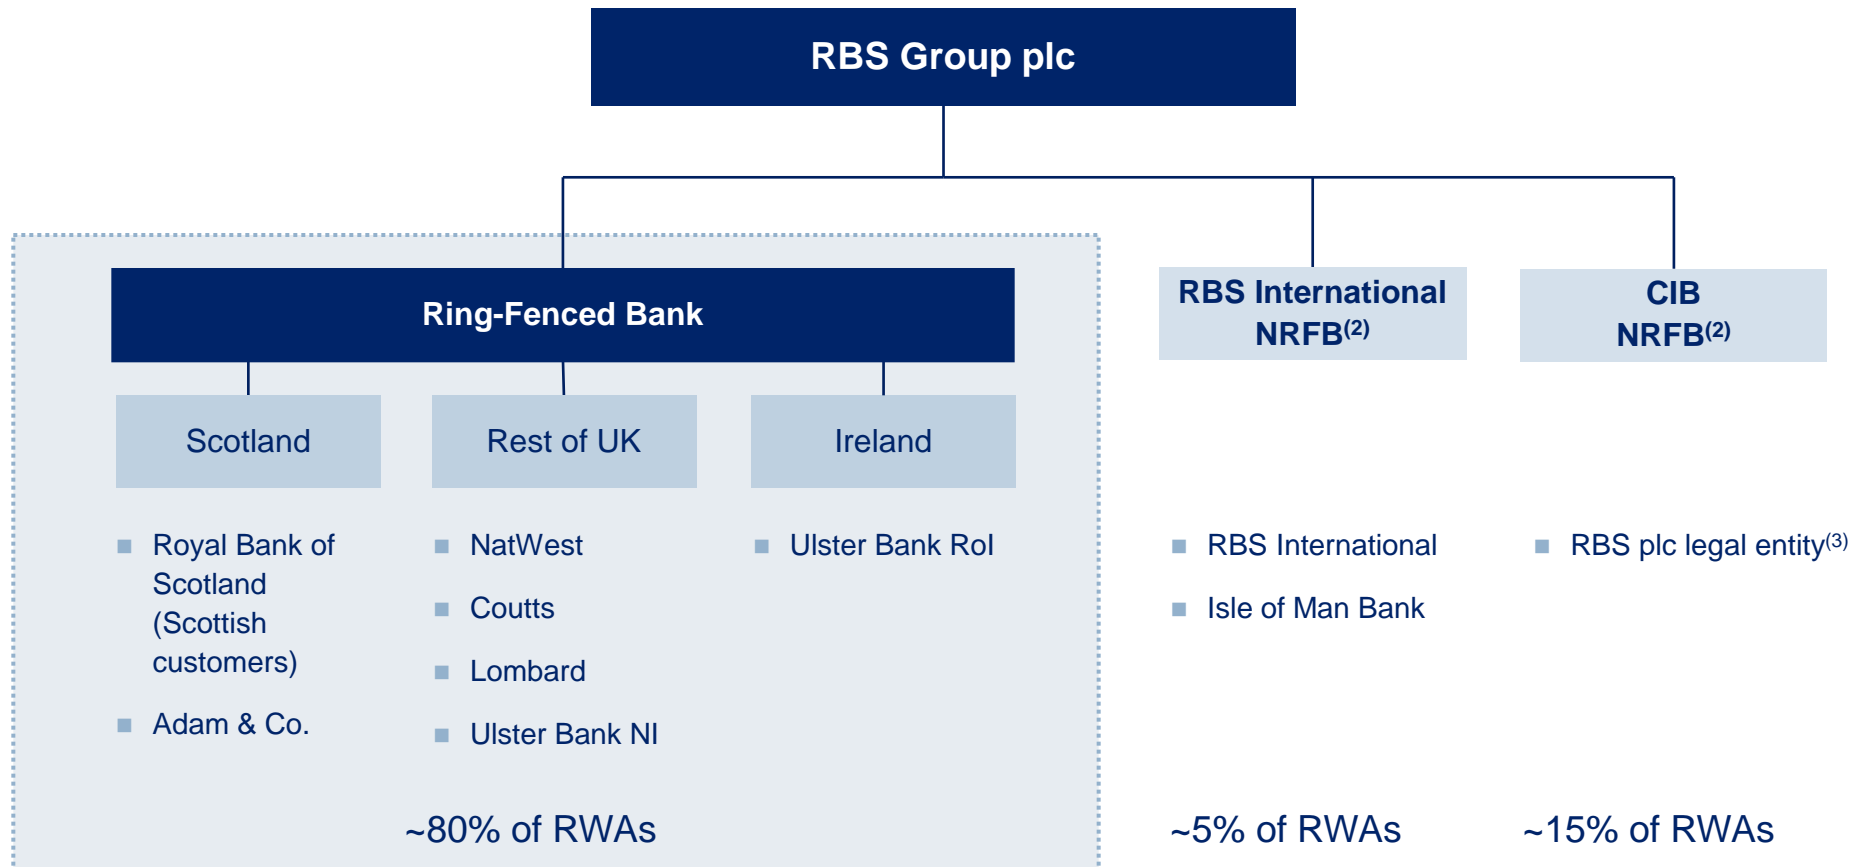 RBS Group plc
Ring-Fenced Bank
RBS International
NRFB(2)
CIB
NRFB(2)
Scotland
Rest of UK
Ireland
Royal Bank of
Scotland
(Scottish
customers)
Adam & Co.
NatWest
Coutts
Lombard
Ulster Bank NI
Ulster Bank RoI
RBS International
Isle of Man Bank
RBS plc legal entity(3)
~80% of RWAs
~5% of RWAs
~15% of RWAs